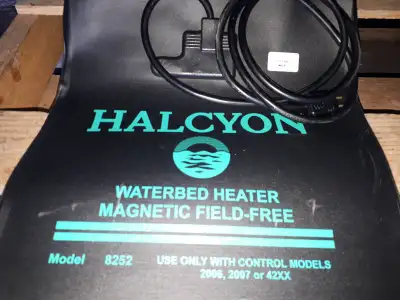 HALCYON
WATERBED HEATER
MAGNETIC FIELD-FREE
Model 8252 USE ONLY WITH CONTROL MODELS
2006, 2007 or 42XX